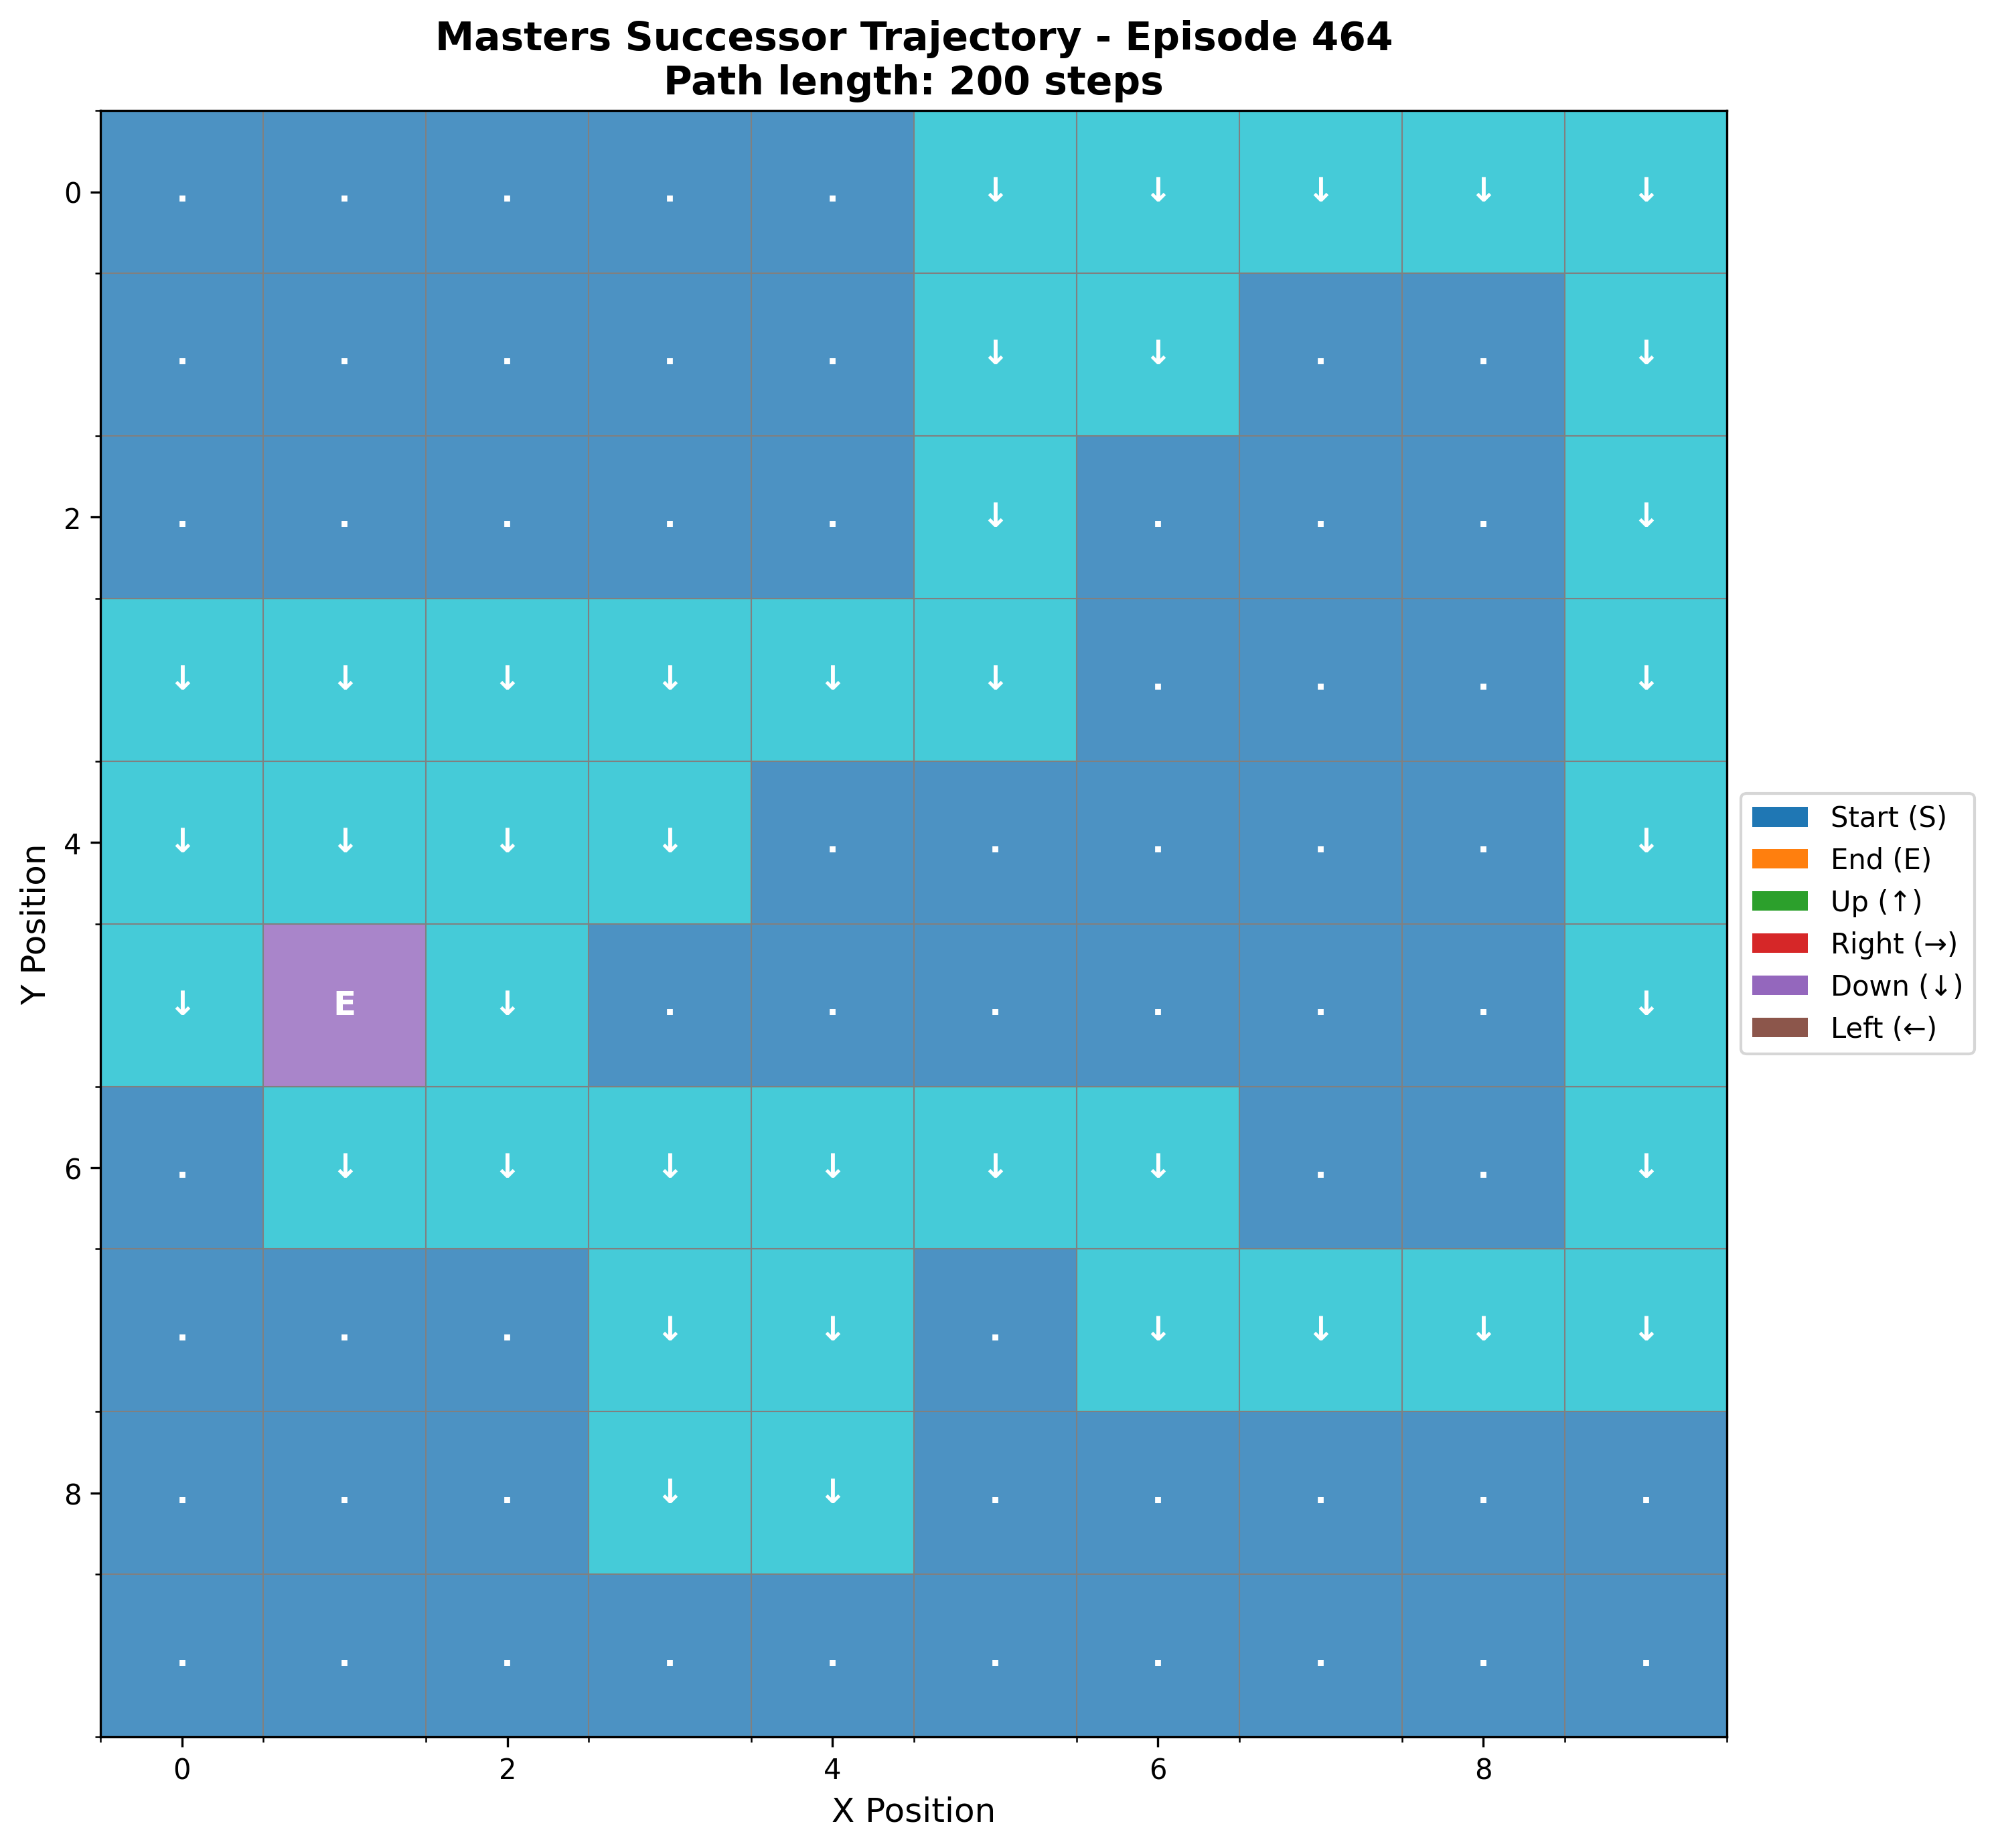 Masters Successor Trajectory - Episode 464
Path length: 200 steps
0 . . . . . ↓ ↓ ↓ ↓ ↓
. . . . . ↓ ↓ . . ↓
2 . . . . . ↓ . . . ↓
↓ ↓ ↓ ↓ ↓ ↓ . . . ↓
4 ↓ ↓ ↓ ↓ . . . . . ↓
↓ E ↓ . . . . . . ↓
6 . ↓ ↓ ↓ ↓ ↓ ↓ . . ↓
. . . ↓ ↓ . ↓ ↓ ↓ ↓
8 . . . ↓ ↓ . . . . .
. . . . . . . . . .
0 2 4 6 8
X Position
Y Position
Start (S)
End (E)
Up (↑)
Right (→)
Down (↓)
Left (←)